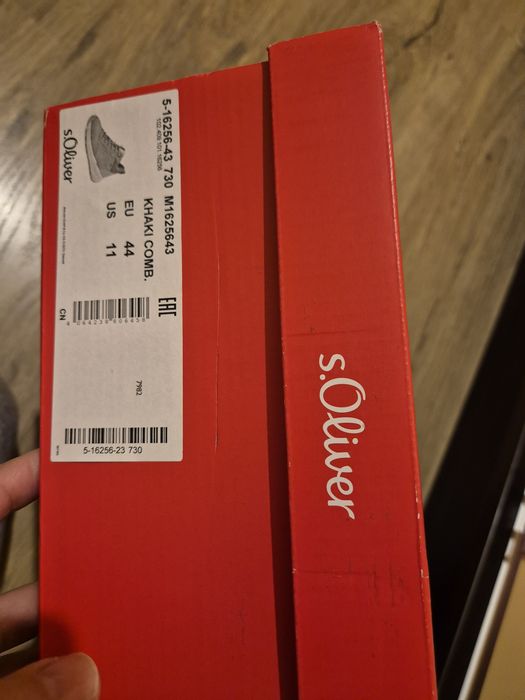 5-16256-43 730 M1625643
KHAKI COMB.
EU 44
US 11
s.Oliver
EAC
CN
7982
5-16256-23 730
s.Oliver